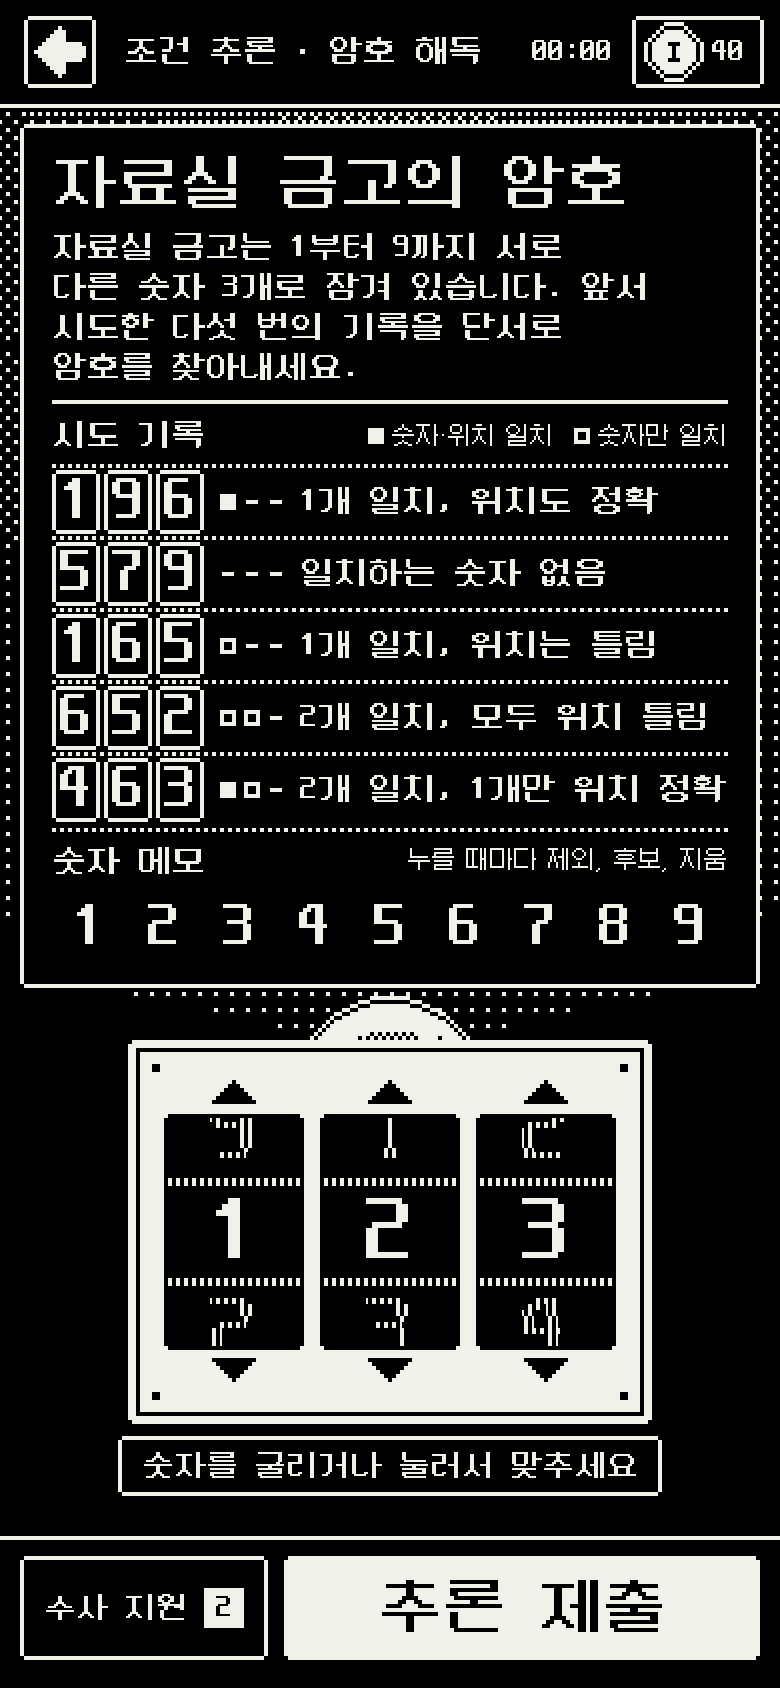 조건 추론 · 암호 해독 00:00 I 40
자료실 금고의 암호
자료실 금고는 1부터 9까지 서로
다른 숫자 3개로 잠겨 있습니다. 앞서
시도한 다섯 번의 기록을 단서로
암호를 찾아내세요.
시도 기록 ■ 숫자·위치 일치 □ 숫자만 일치
1 9 6 ■-- 1개 일치, 위치도 정확
5 7 9 --- 일치하는 숫자 없음
1 6 5 □-- 1개 일치, 위치는 틀림
6 5 2 □□- 2개 일치, 모두 위치 틀림
4 6 3 ■□- 2개 일치, 1개만 위치 정확
숫자 메모 누를 때마다 제외, 후보, 지움
1 2 3 4 5 6 7 8 9
1 2 3
숫자를 굴리거나 눌러서 맞추세요
수사 지원 2 추론 제출